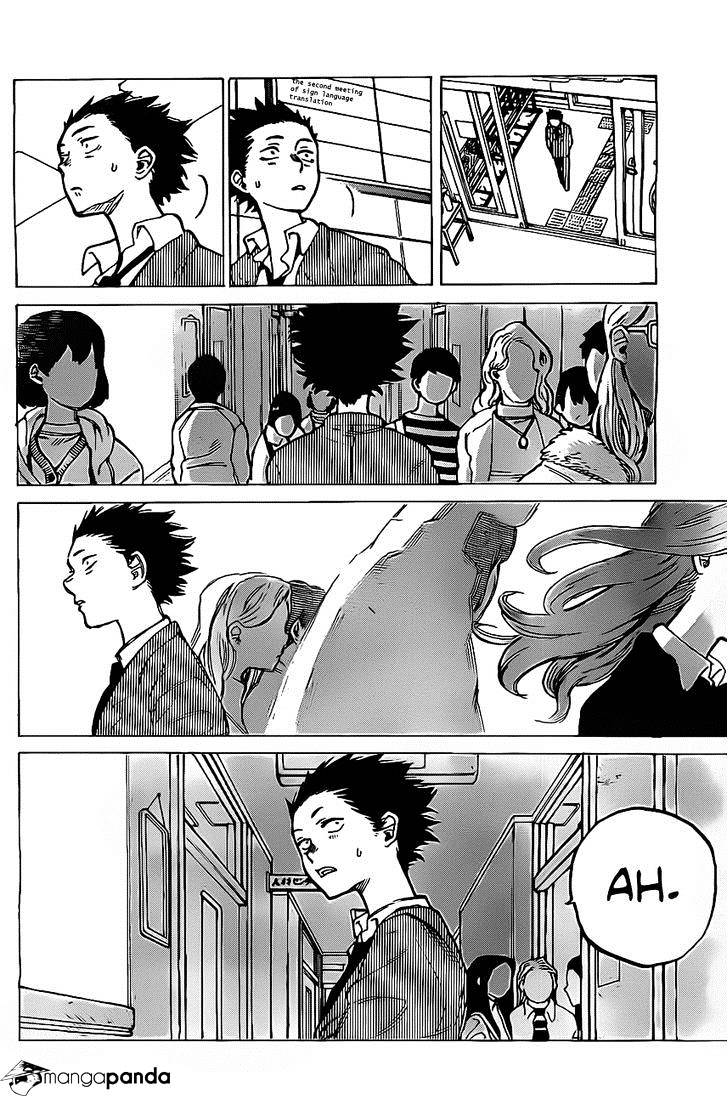 the second meeting
of sign language
translation
AH.
mangapanda